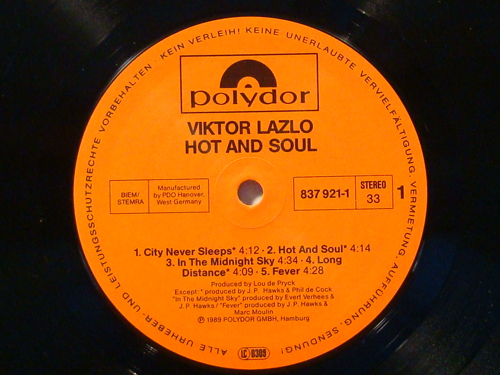 ALLE URHEBER- UND LEISTUNGSSCHUTZRECHTE VORBEHALTEN · KEIN VERLEIH! KEINE UNERLAUBTE VERVIELFÄLTIGUNG, VERMIETUNG, AUFFÜHRUNG, SENDUNG!
polydor
VIKTOR LAZLO
HOT AND SOUL
BIEM/
STEMRA
Manufactured
by PDO Hanover,
West Germany
837 921-1
STEREO
33
1
1. City Never Sleeps* 4:12 · 2. Hot And Soul* 4:14
3. In The Midnight Sky 4:34 · 4. Long
Distance* 4:09 · 5. Fever 4:28
Produced by Lou de Pryck
Except: * produced by J.P. Hawks & Phil de Cock
"In The Midnight Sky" produced by Evert Verhees &
J.P. Hawks / "Fever" produced by J.P. Hawks &
Marc Moulin
Ⓟ 1989 POLYDOR GMBH, Hamburg
LC 0309